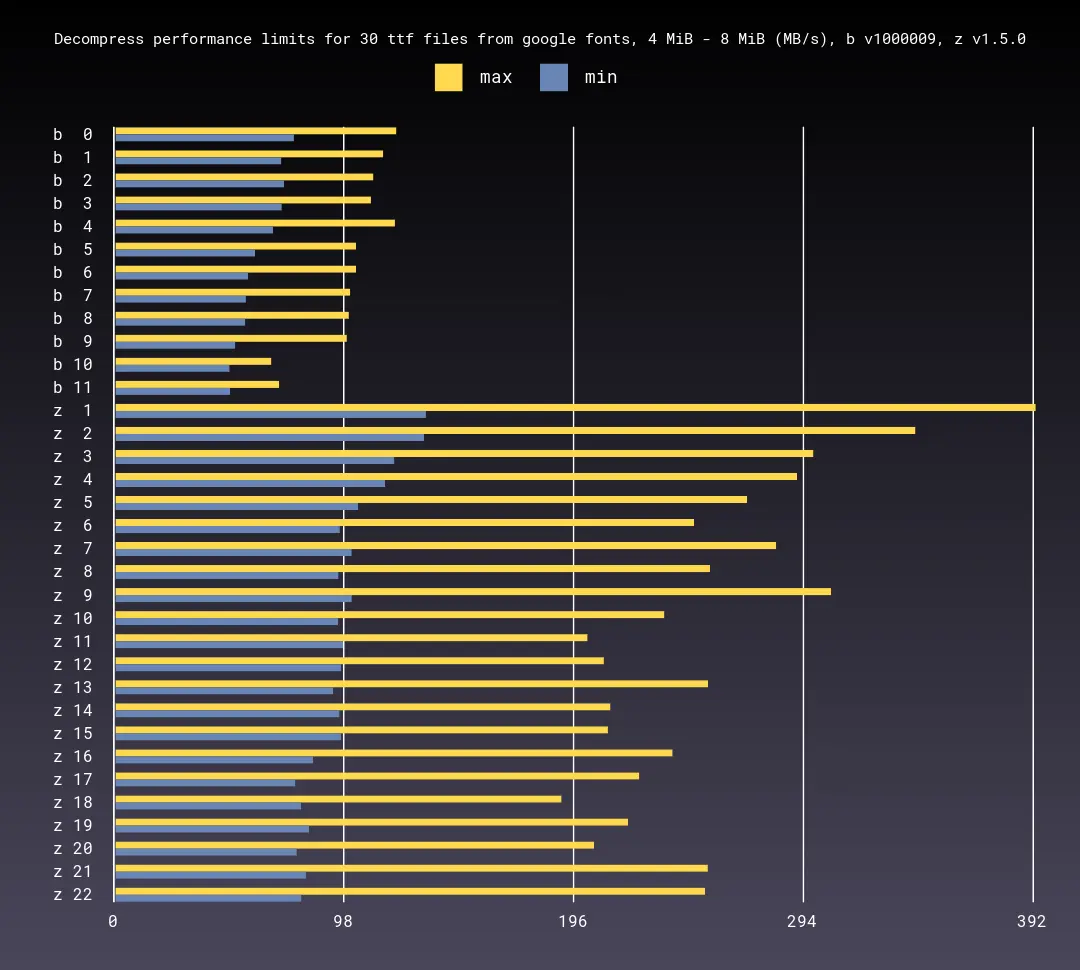 Decompress performance limits for 30 ttf files from google fonts, 4 MiB - 8 MiB (MB/s), b v1000009, z v1.5.0
max min
b 0
b 1
b 2
b 3
b 4
b 5
b 6
b 7
b 8
b 9
b 10
b 11
z 1
z 2
z 3
z 4
z 5
z 6
z 7
z 8
z 9
z 10
z 11
z 12
z 13
z 14
z 15
z 16
z 17
z 18
z 19
z 20
z 21
z 22
0 98 196 294 392